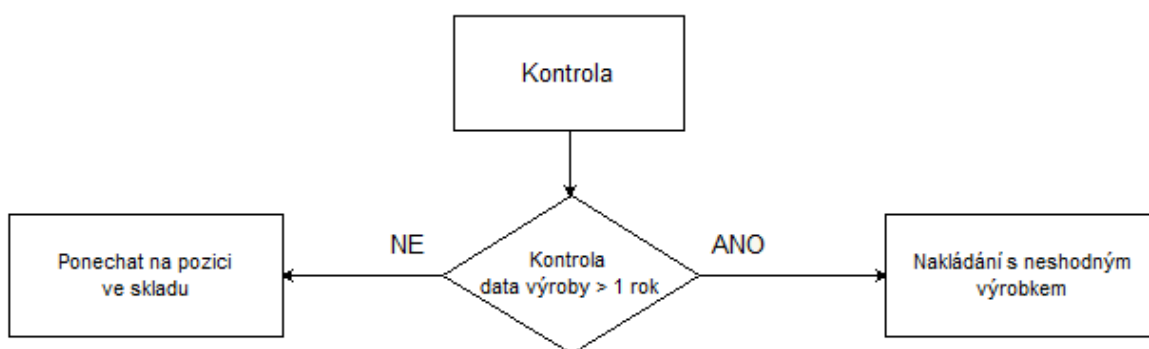 Kontrola
NE
ANO
Ponechat na pozici
ve skladu
Kontrola
data výroby > 1 rok
Nakládání s neshodným
výrobkem